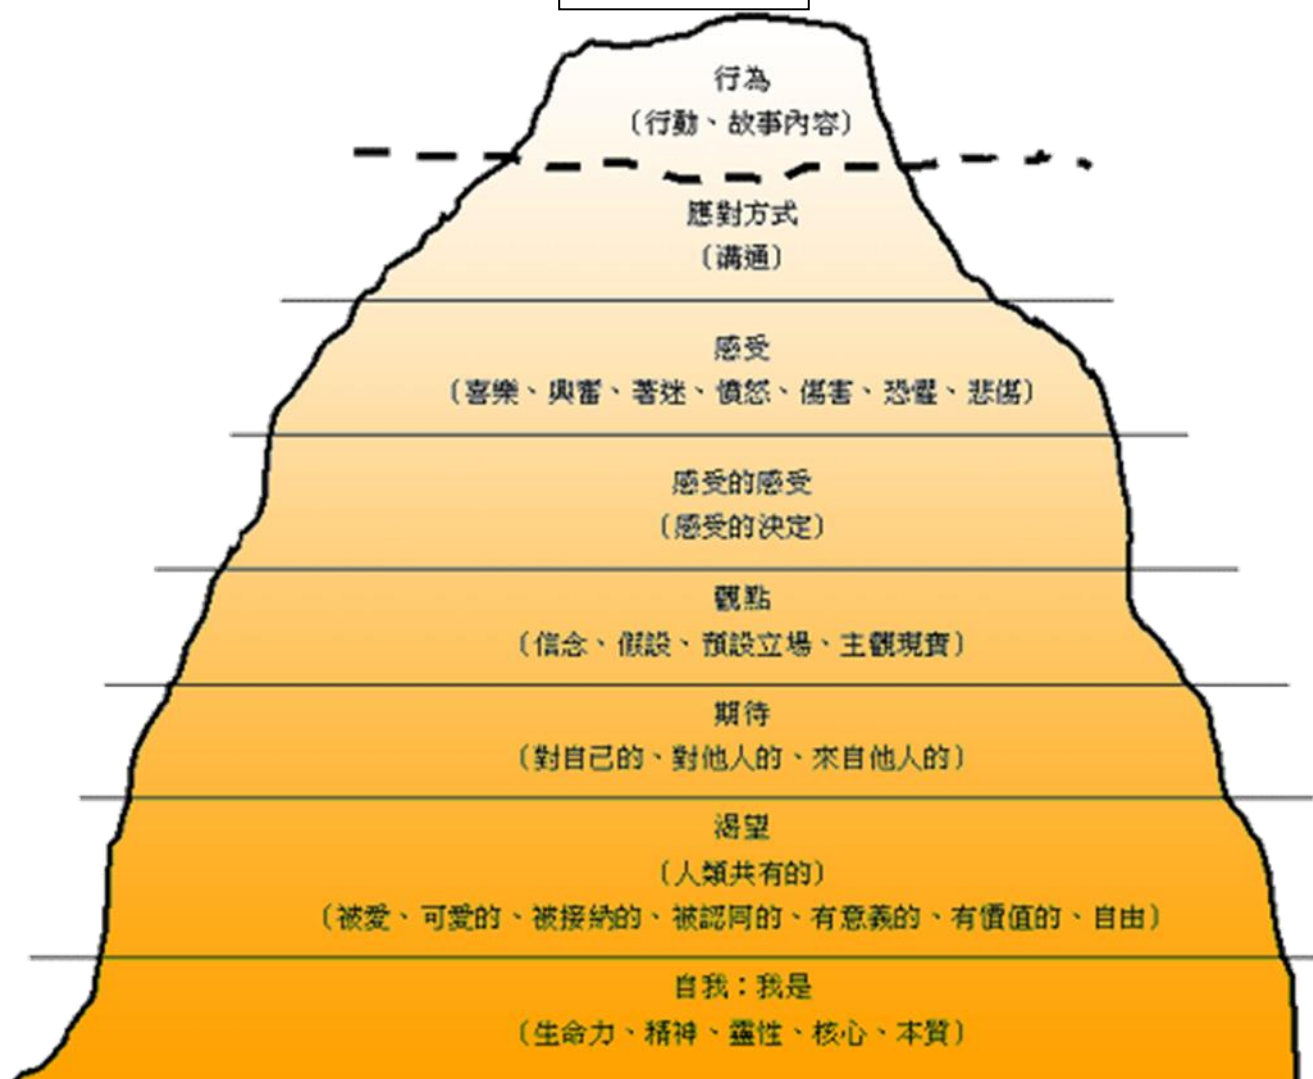 行為
（行動、故事內容）
應對方式
（溝通）
感受
（喜樂、興奮、著迷、憤怒、傷害、恐懼、悲傷）
感受的感受
（感受的決定）
觀點
（信念、假設、預設立場、主觀現實）
期待
（對自己的、對他人的、來自他人的）
渴望
（人類共有的）
（被愛、可愛的、被接納的、被認同的、有意義的、有價值的、自由）
自我：我是
（生命力、精神、靈性、核心、本質）